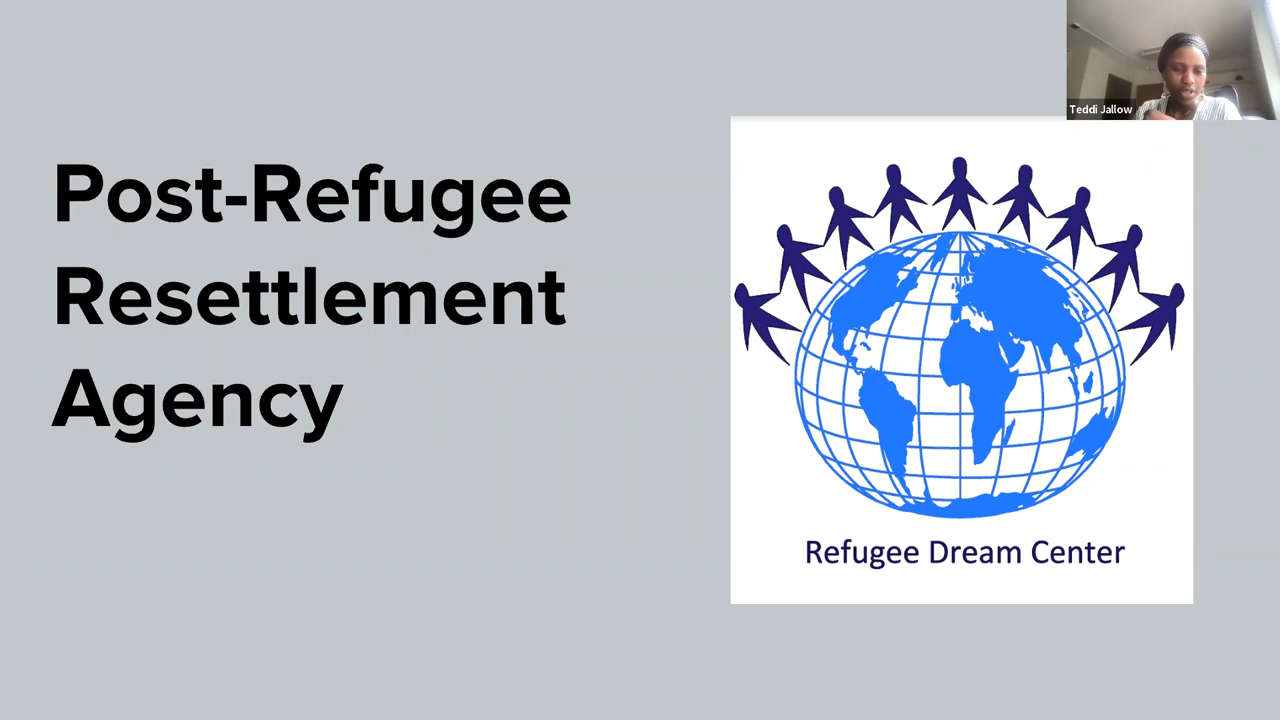 Post-Refugee
Resettlement
Agency
Teddi Jallow
Refugee Dream Center